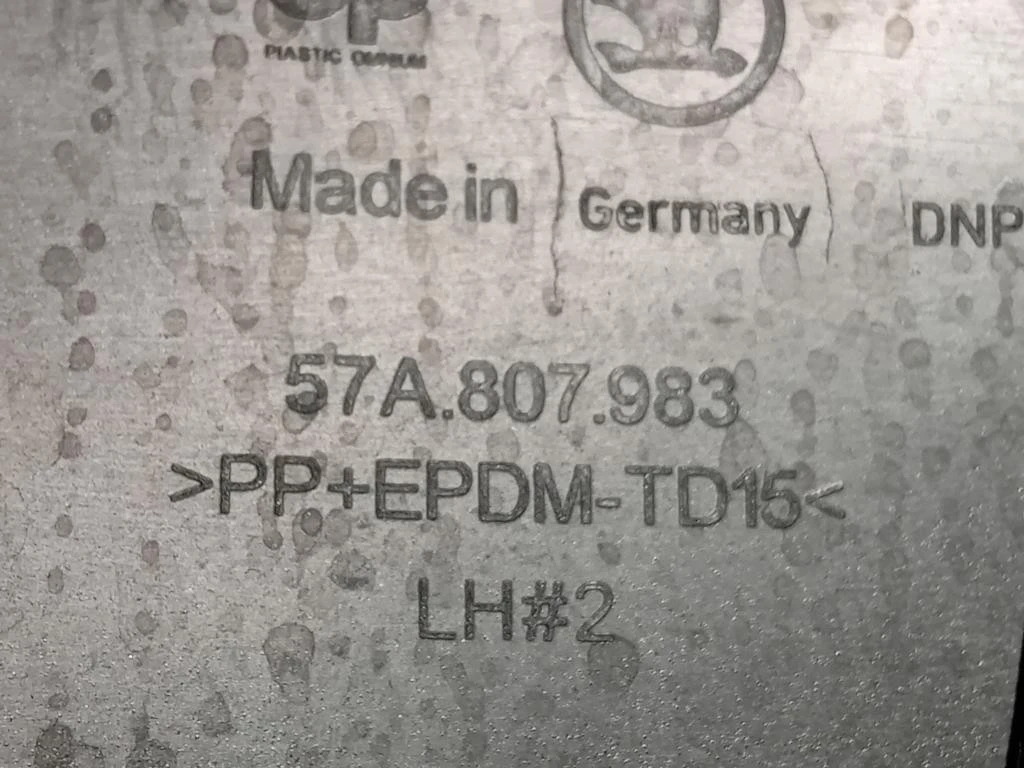 PLASTIC OMNIUM
Made in Germany DNP
57A.807.983
>PP+EPDM-TD15<
LH#2